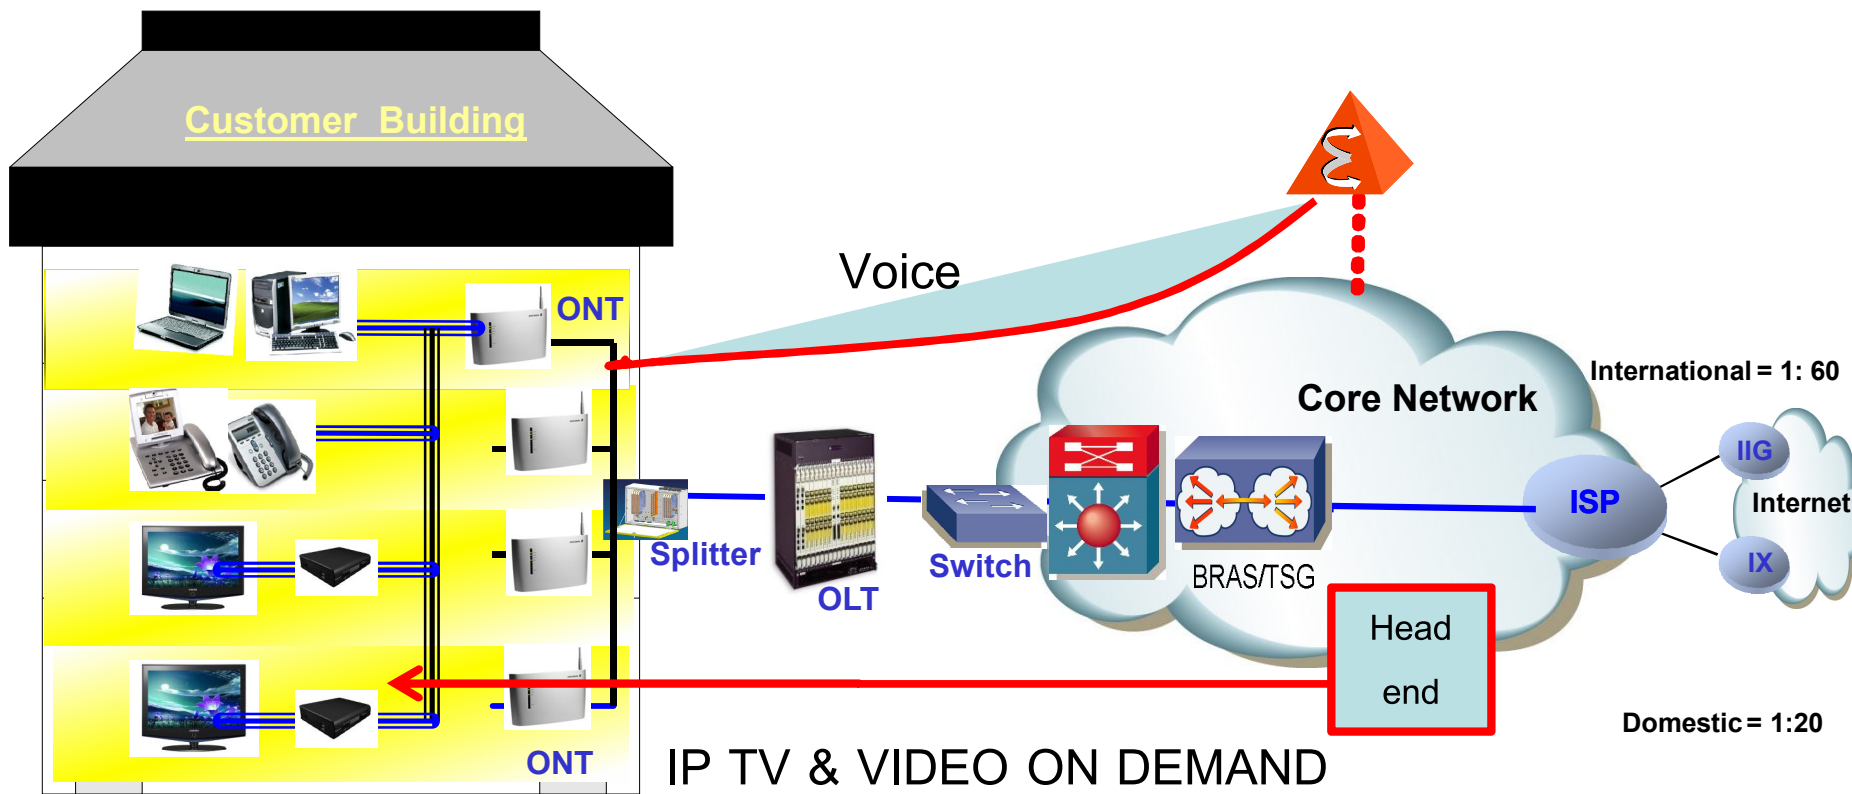 Customer Building
Voice
ONT
International = 1: 60
Core Network
IIG
ISP
Internet
Splitter
Switch
IX
BRAS/TSG
OLT
Head
end
Domestic = 1:20
ONT
IP TV & VIDEO ON DEMAND